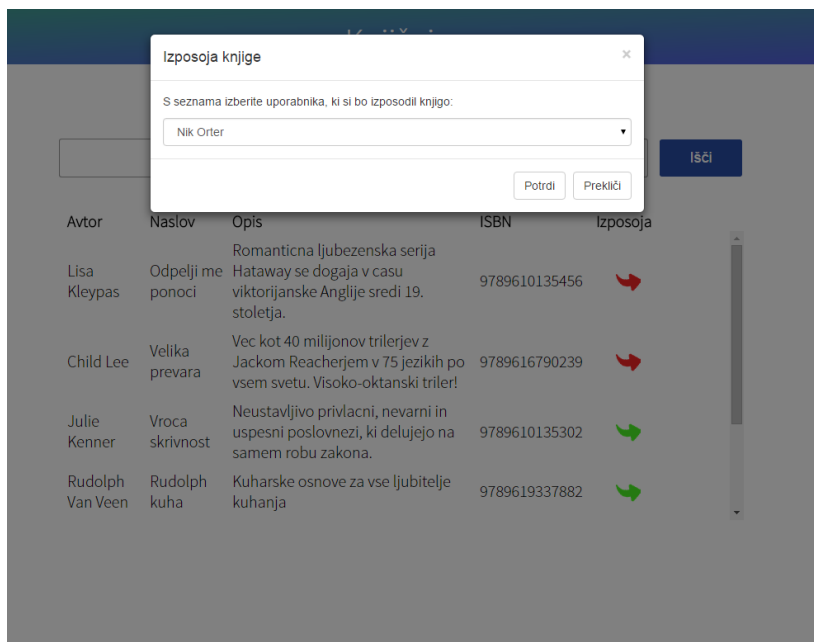 Izposoja knjige ×
S seznama izberite uporabnika, ki si bo izposodil knjigo:
Nik Orter
Potrdi Prekliči
Išči
Avtor Naslov Opis ISBN Izposoja
Lisa Kleypas
Odpelji me ponoci
Romanticna ljubezenska serija
Hataway se dogaja v casu
viktorijanske Anglije sredi 19.
stoletja.
9789610135456
Child Lee
Velika
prevara
Vec kot 40 milijonov trilerjev z
Jackom Reacherjem v 75 jezikih po
vsem svetu. Visoko-oktanski triler!
9789616790239
Julie
Kenner
Vroca
skrivnost
Neustavljivo privlacni, nevarni in
uspesni poslovnezi, ki delujejo na
samem robu zakona.
9789610135302
Rudolph
Van Veen
Rudolph
kuha
Kuharske osnove za vse ljubitelje
kuhanja
9789619337882